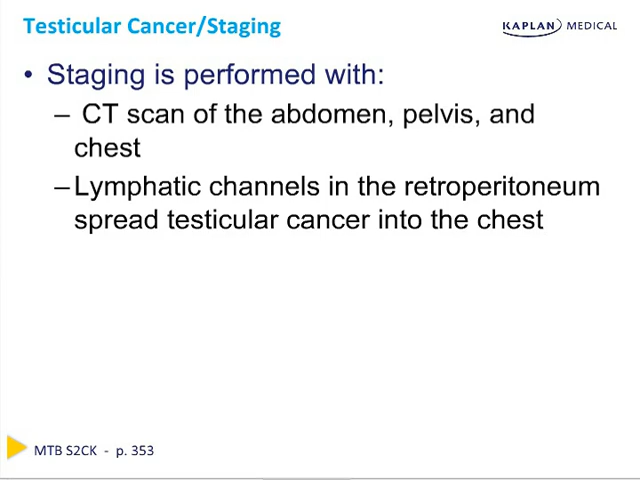 Testicular Cancer/Staging
KAPLAN MEDICAL
• Staging is performed with:
– CT scan of the abdomen, pelvis, and
chest
– Lymphatic channels in the retroperitoneum
spread testicular cancer into the chest
MTB S2CK - p. 353